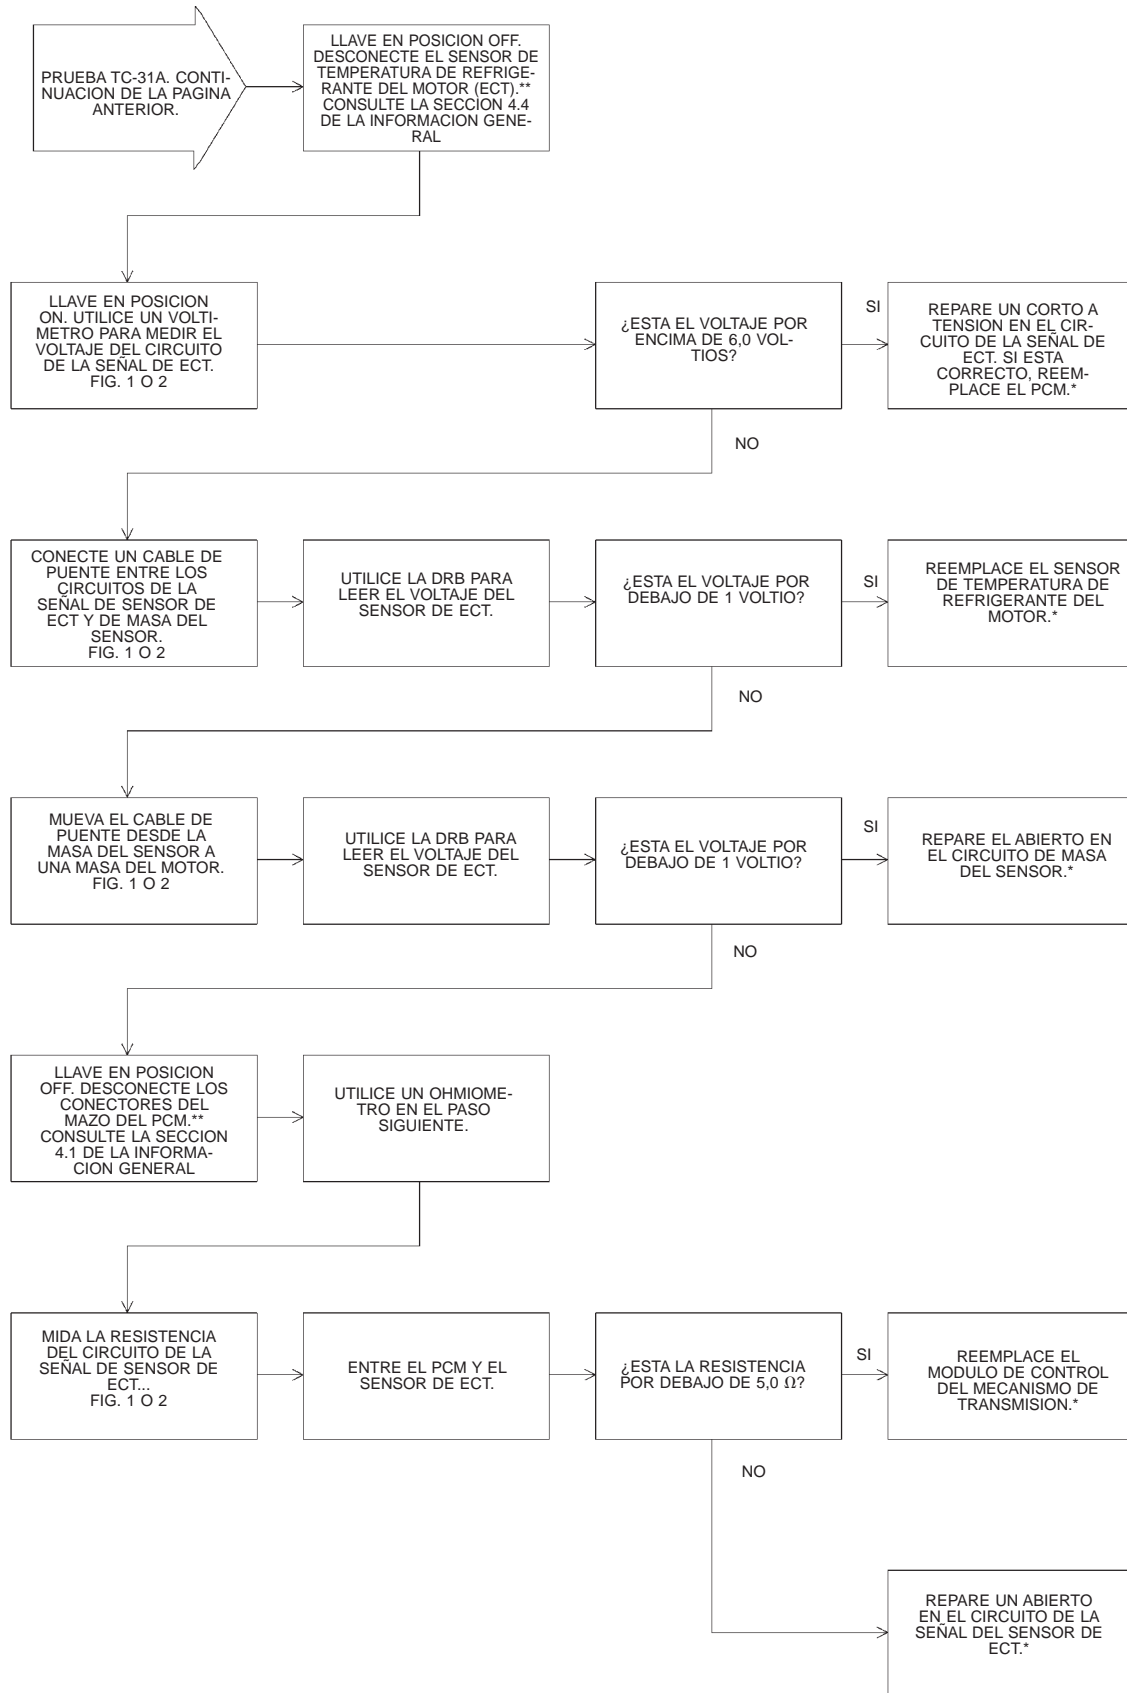 PRUEBA TC-31A. CONTI-
NUACION DE LA PAGINA
ANTERIOR.
LLAVE EN POSICION OFF.
DESCONECTE EL SENSOR DE
TEMPERATURA DE REFRIGE-
RANTE DEL MOTOR (ECT).**
CONSULTE LA SECCION 4.4
DE LA INFORMACION GENE-
RAL
LLAVE EN POSICION
ON. UTILICE UN VOLTI-
METRO PARA MEDIR EL
VOLTAJE DEL CIRCUITO
DE LA SEÑAL DE ECT.
FIG. 1 O 2
¿ESTA EL VOLTAJE POR
ENCIMA DE 6,0 VOL-
TIOS?
SI
REPARE UN CORTO A
TENSION EN EL CIR-
CUITO DE LA SEÑAL DE
ECT. SI ESTA
CORRECTO, REEM-
PLACE EL PCM.*
NO
CONECTE UN CABLE DE
PUENTE ENTRE LOS
CIRCUITOS DE LA
SEÑAL DE SENSOR DE
ECT Y DE MASA DEL
SENSOR.
FIG. 1 O 2
UTILICE LA DRB PARA
LEER EL VOLTAJE DEL
SENSOR DE ECT.
¿ESTA EL VOLTAJE POR
DEBAJO DE 1 VOLTIO?
SI
REEMPLACE EL SENSOR
DE TEMPERATURA DE
REFRIGERANTE DEL
MOTOR.*
NO
MUEVA EL CABLE DE
PUENTE DESDE LA
MASA DEL SENSOR A
UNA MASA DEL MOTOR.
FIG. 1 O 2
UTILICE LA DRB PARA
LEER EL VOLTAJE DEL
SENSOR DE ECT.
¿ESTA EL VOLTAJE POR
DEBAJO DE 1 VOLTIO?
SI
REPARE EL ABIERTO EN
EL CIRCUITO DE MASA
DEL SENSOR.*
NO
LLAVE EN POSICION
OFF. DESCONECTE LOS
CONECTORES DEL
MAZO DEL PCM.**
CONSULTE LA SECCION
4.1 DE LA INFORMA-
CION GENERAL
UTILICE UN OHMIOME-
TRO EN EL PASO
SIGUIENTE.
MIDA LA RESISTENCIA
DEL CIRCUITO DE LA
SEÑAL DE SENSOR DE
ECT...
FIG. 1 O 2
ENTRE EL PCM Y EL
SENSOR DE ECT.
¿ESTA LA RESISTENCIA
POR DEBAJO DE 5,0 Ω?
SI
REEMPLACE EL
MODULO DE CONTROL
DEL MECANISMO DE
TRANSMISION.*
NO
REPARE UN ABIERTO
EN EL CIRCUITO DE LA
SEÑAL DEL SENSOR DE
ECT.*